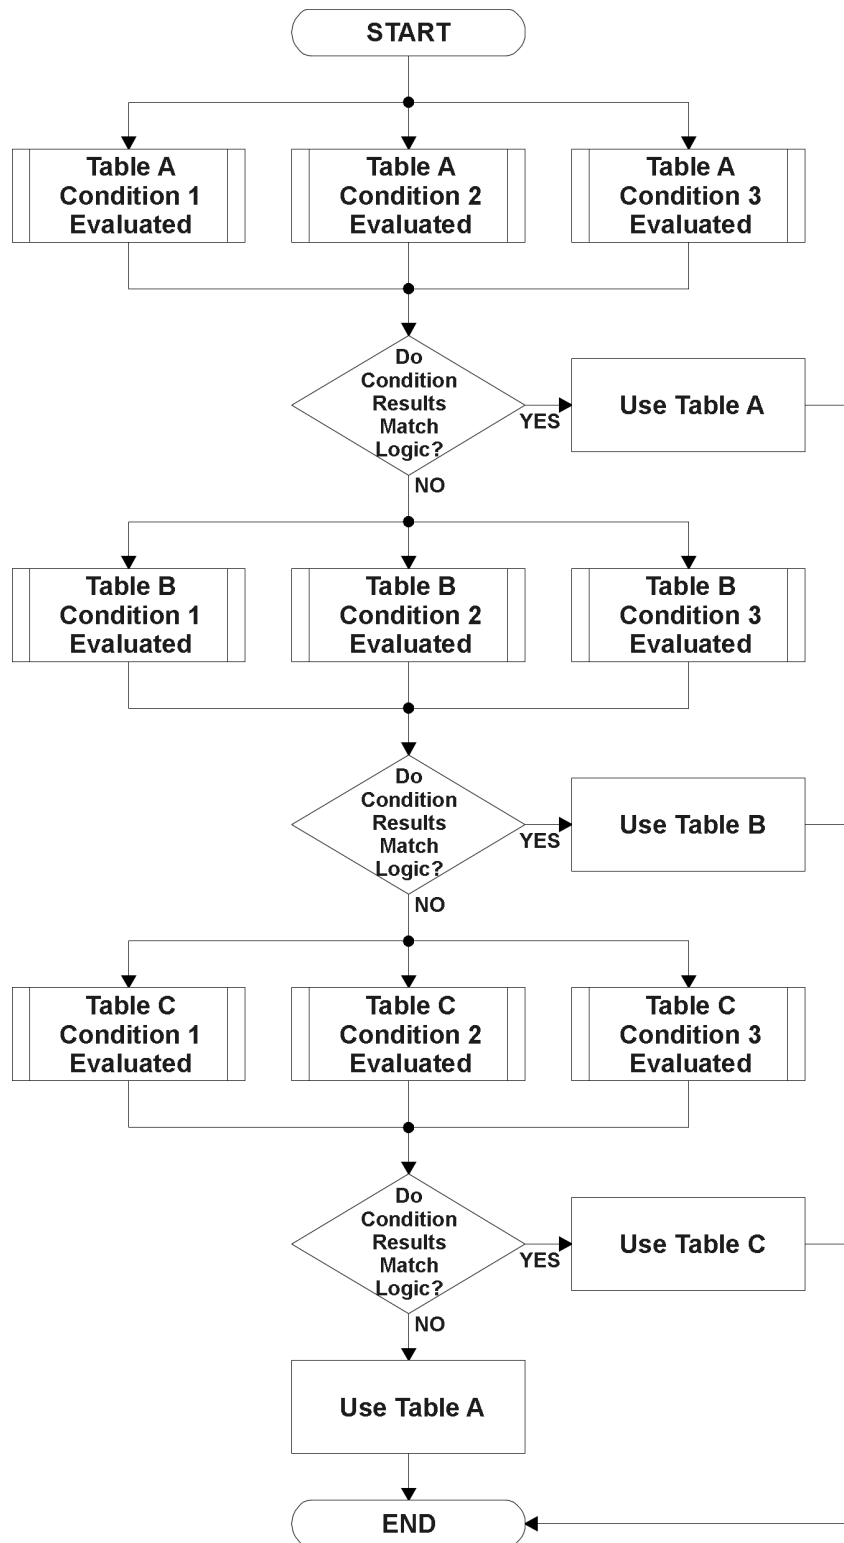 START
Table A
Condition 1
Evaluated
Table A
Condition 2
Evaluated
Table A
Condition 3
Evaluated
Do
Condition
Results
Match
Logic?
YES
Use Table A
NO
Table B
Condition 1
Evaluated
Table B
Condition 2
Evaluated
Table B
Condition 3
Evaluated
Do
Condition
Results
Match
Logic?
YES
Use Table B
NO
Table C
Condition 1
Evaluated
Table C
Condition 2
Evaluated
Table C
Condition 3
Evaluated
Do
Condition
Results
Match
Logic?
YES
Use Table C
NO
Use Table A
END